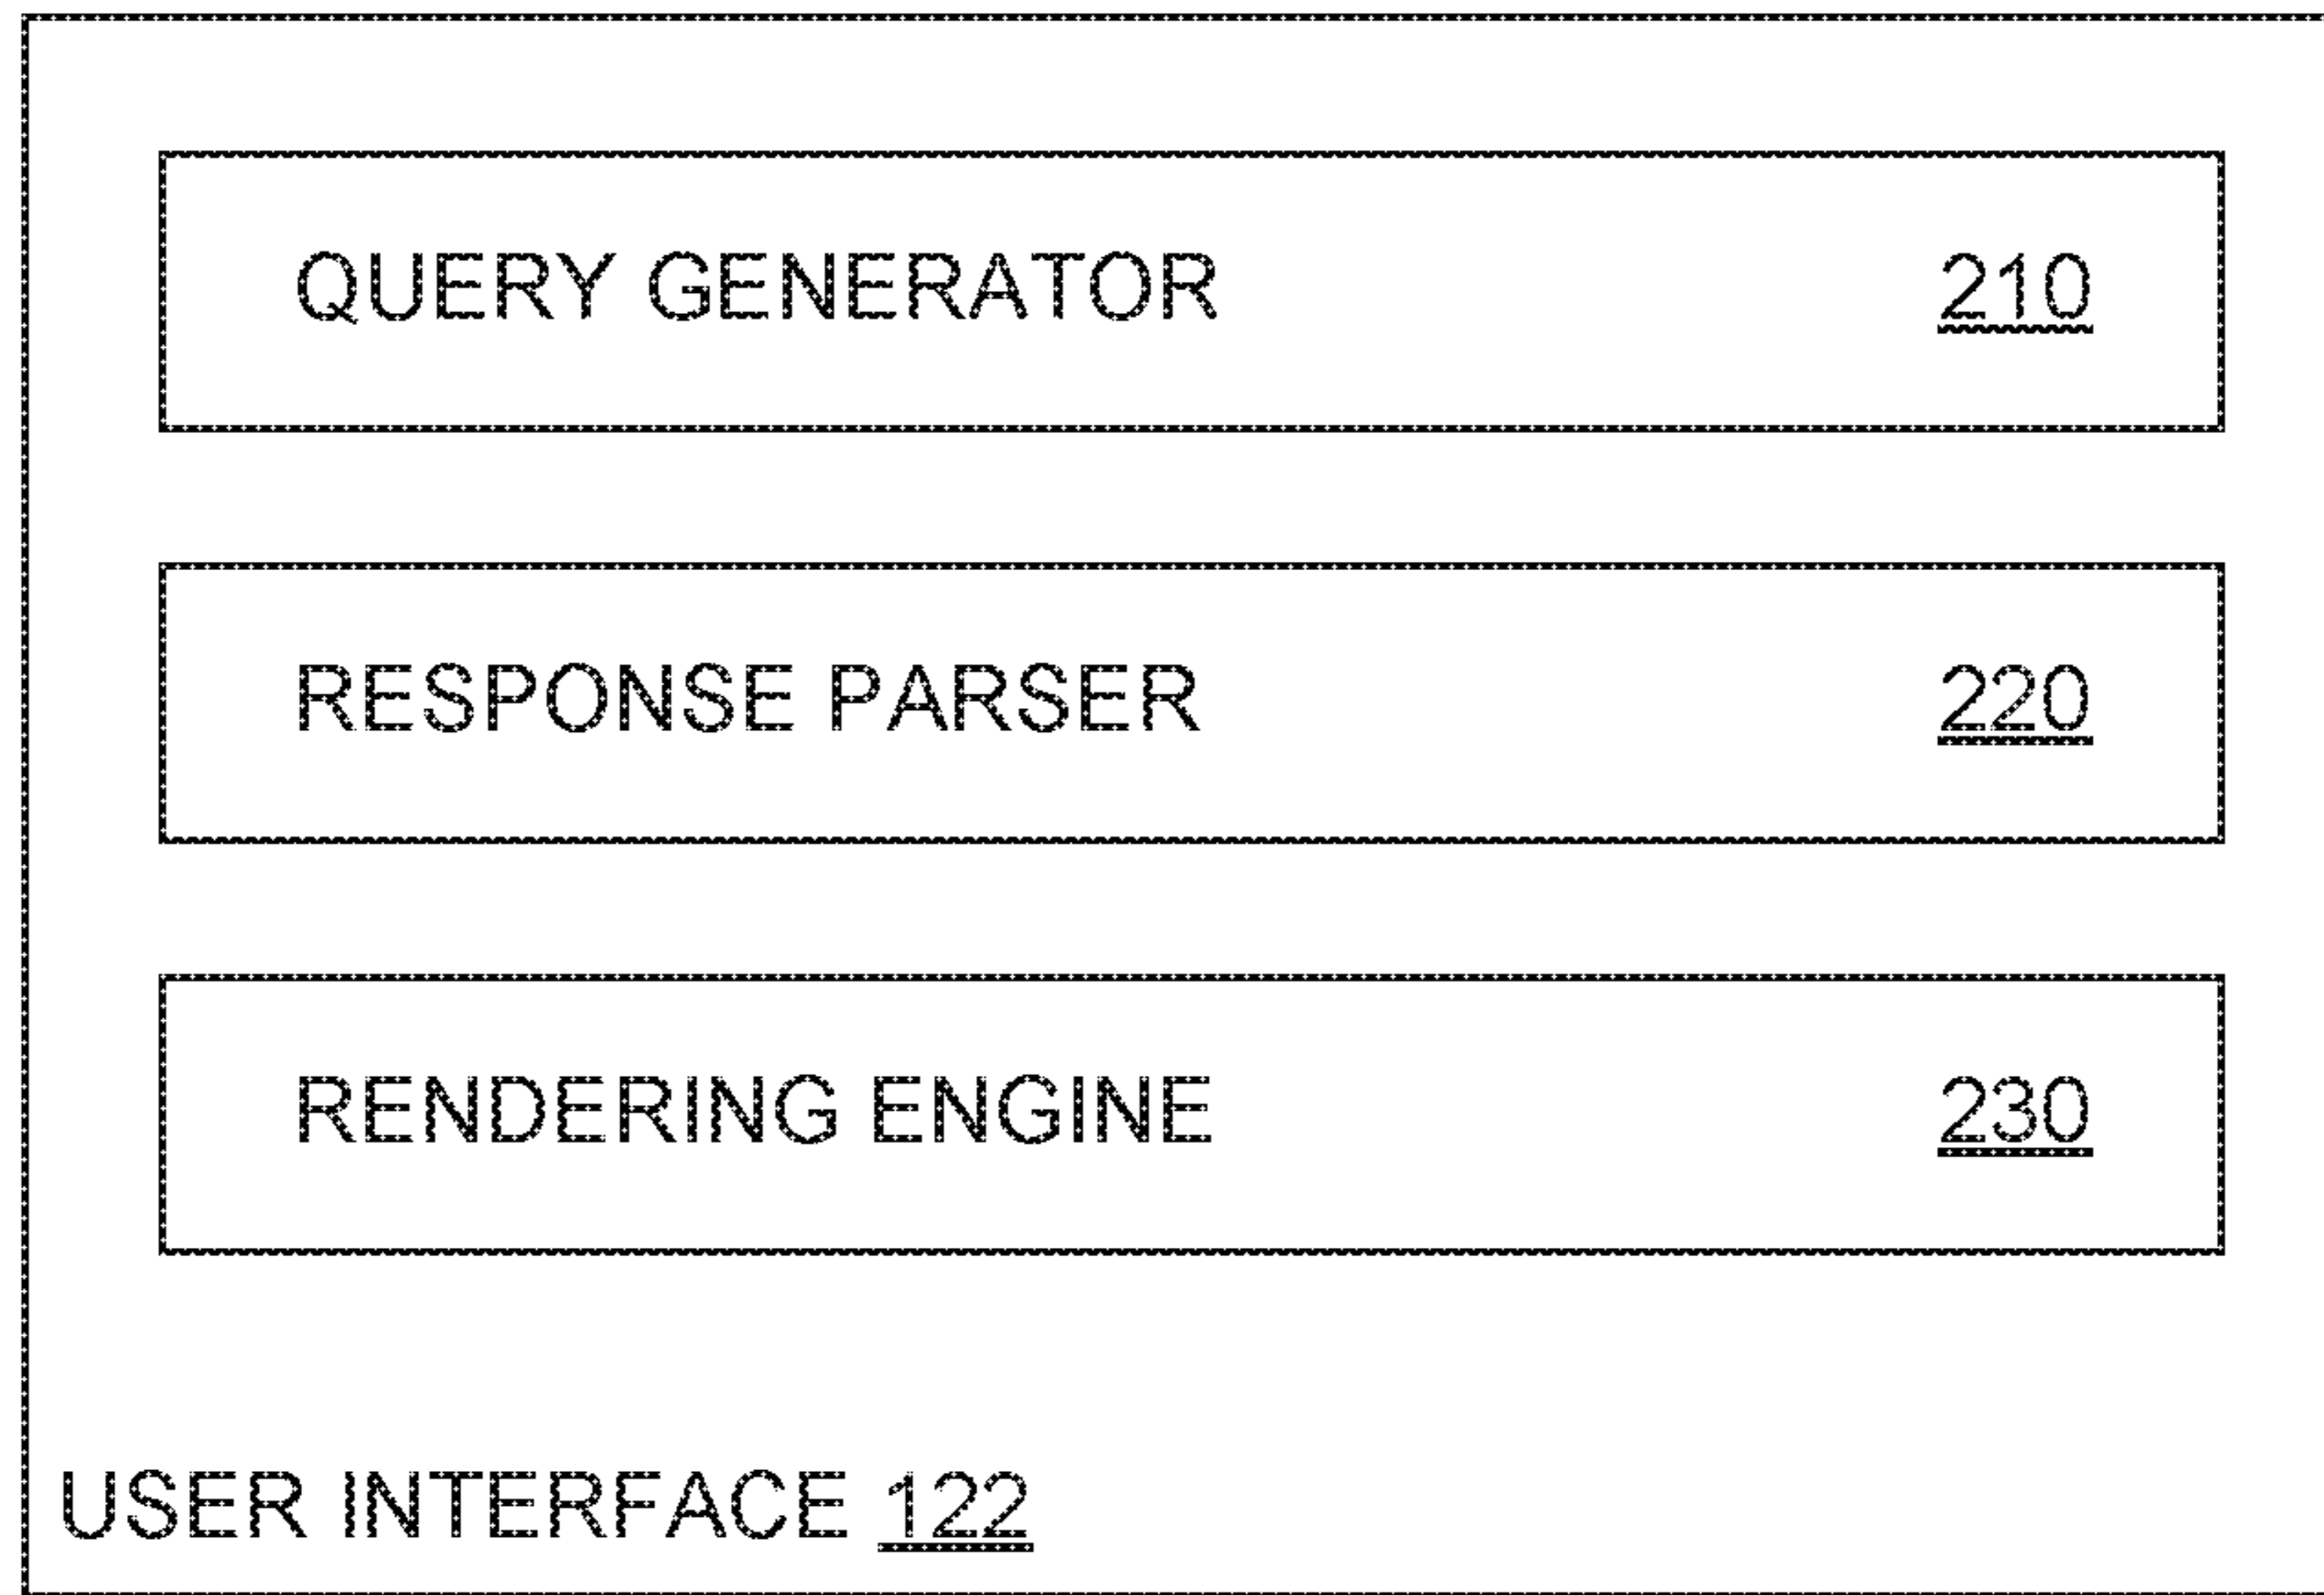 QUERY GENERATOR 210
RESPONSE PARSER 220
RENDERING ENGINE 230
USER INTERFACE 122